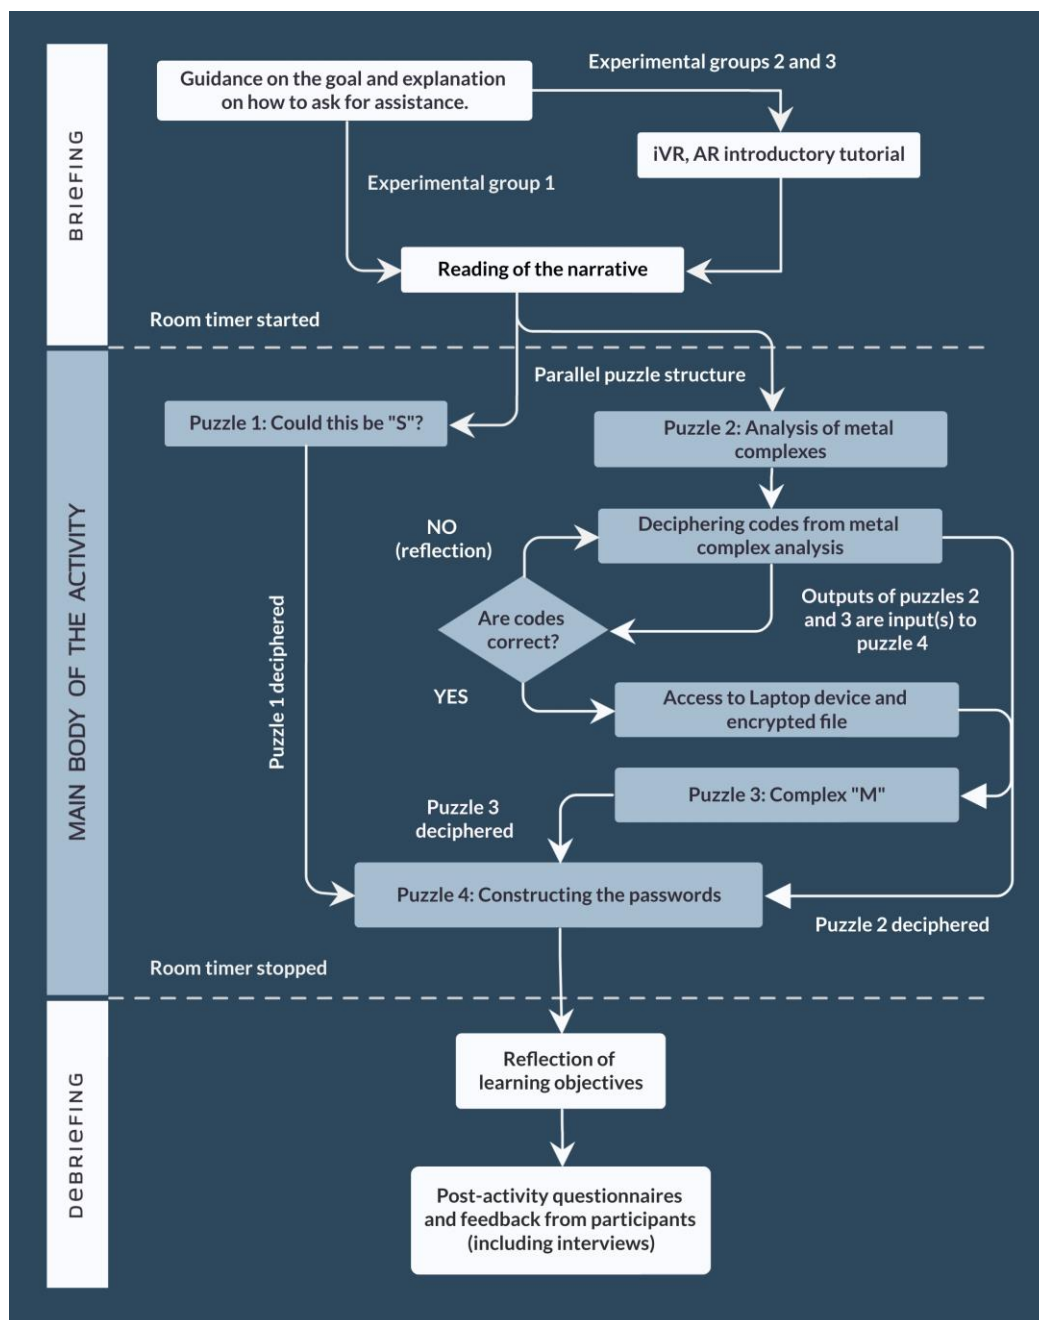 BRIEFING
Guidance on the goal and explanation
on how to ask for assistance.
Experimental groups 2 and 3
iVR, AR introductory tutorial
Experimental group 1
Reading of the narrative
Room timer started
MAIN BODY OF THE ACTIVITY
Parallel puzzle structure
Puzzle 1: Could this be "S"?
Puzzle 2: Analysis of metal
complexes
Deciphering codes from metal
complex analysis
NO
(reflection)
Are codes
correct?
Outputs of puzzles 2
and 3 are input(s) to
puzzle 4
YES
Access to Laptop device and
encrypted file
Puzzle 1 deciphered
Puzzle 3: Complex "M"
Puzzle 3
deciphered
Puzzle 4: Constructing the passwords
Puzzle 2 deciphered
Room timer stopped
DEBRIEFING
Reflection of
learning objectives
Post-activity questionnaires
and feedback from participants
(including interviews)